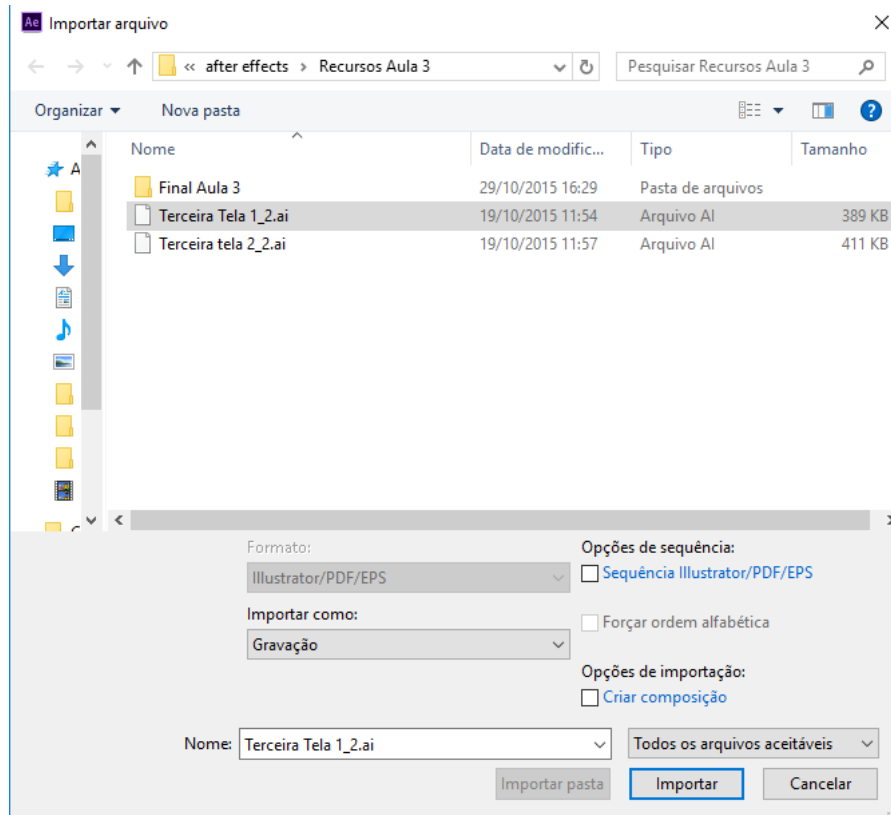 Ae Importar arquivo
« after effects › Recursos Aula 3
Pesquisar Recursos Aula 3
Organizar
Nova pasta
Nome Data de modific... Tipo Tamanho
Final Aula 3 29/10/2015 16:29 Pasta de arquivos
Terceira Tela 1_2.ai 19/10/2015 11:54 Arquivo AI 389 KB
Terceira tela 2_2.ai 19/10/2015 11:57 Arquivo AI 411 KB
A
Formato:
Illustrator/PDF/EPS
Importar como:
Gravação
Opções de sequência:
Sequência Illustrator/PDF/EPS
Forçar ordem alfabética
Opções de importação:
Criar composição
Nome: Terceira Tela 1_2.ai
Todos os arquivos aceitáveis
Importar pasta Importar Cancelar